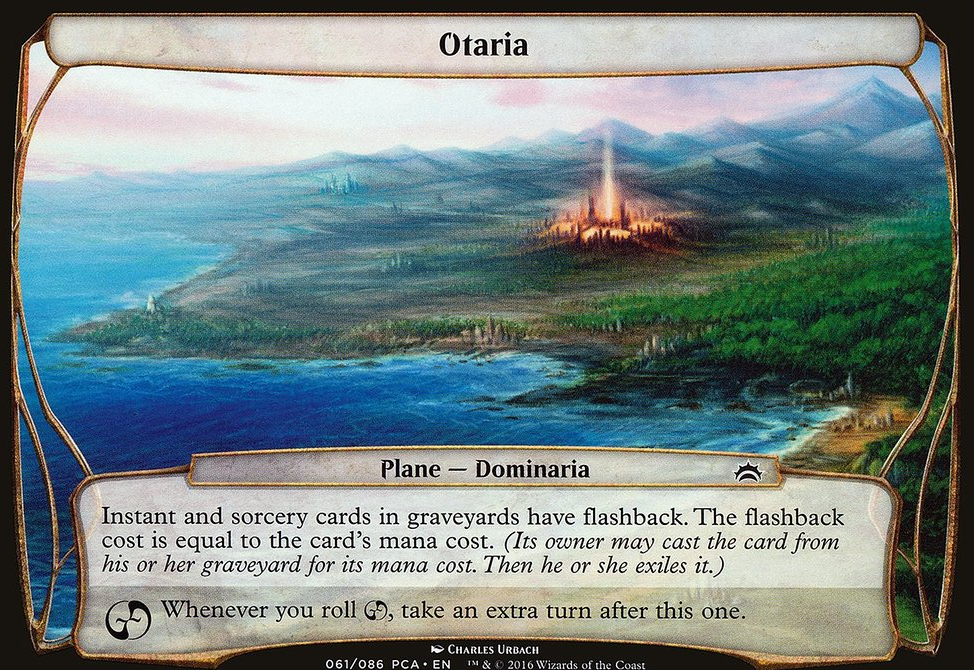 Otaria
Plane — Dominaria
Instant and sorcery cards in graveyards have flashback. The flashback
cost is equal to the card's mana cost. (Its owner may cast the card from
his or her graveyard for its mana cost. Then he or she exiles it.)
Whenever you roll , take an extra turn after this one.
Charles Urbach
061/086 PCA • EN ™ & © 2016 Wizards of the Coast